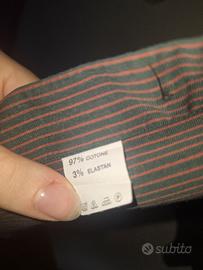 97% COTONE
3% ELASTAN
subito